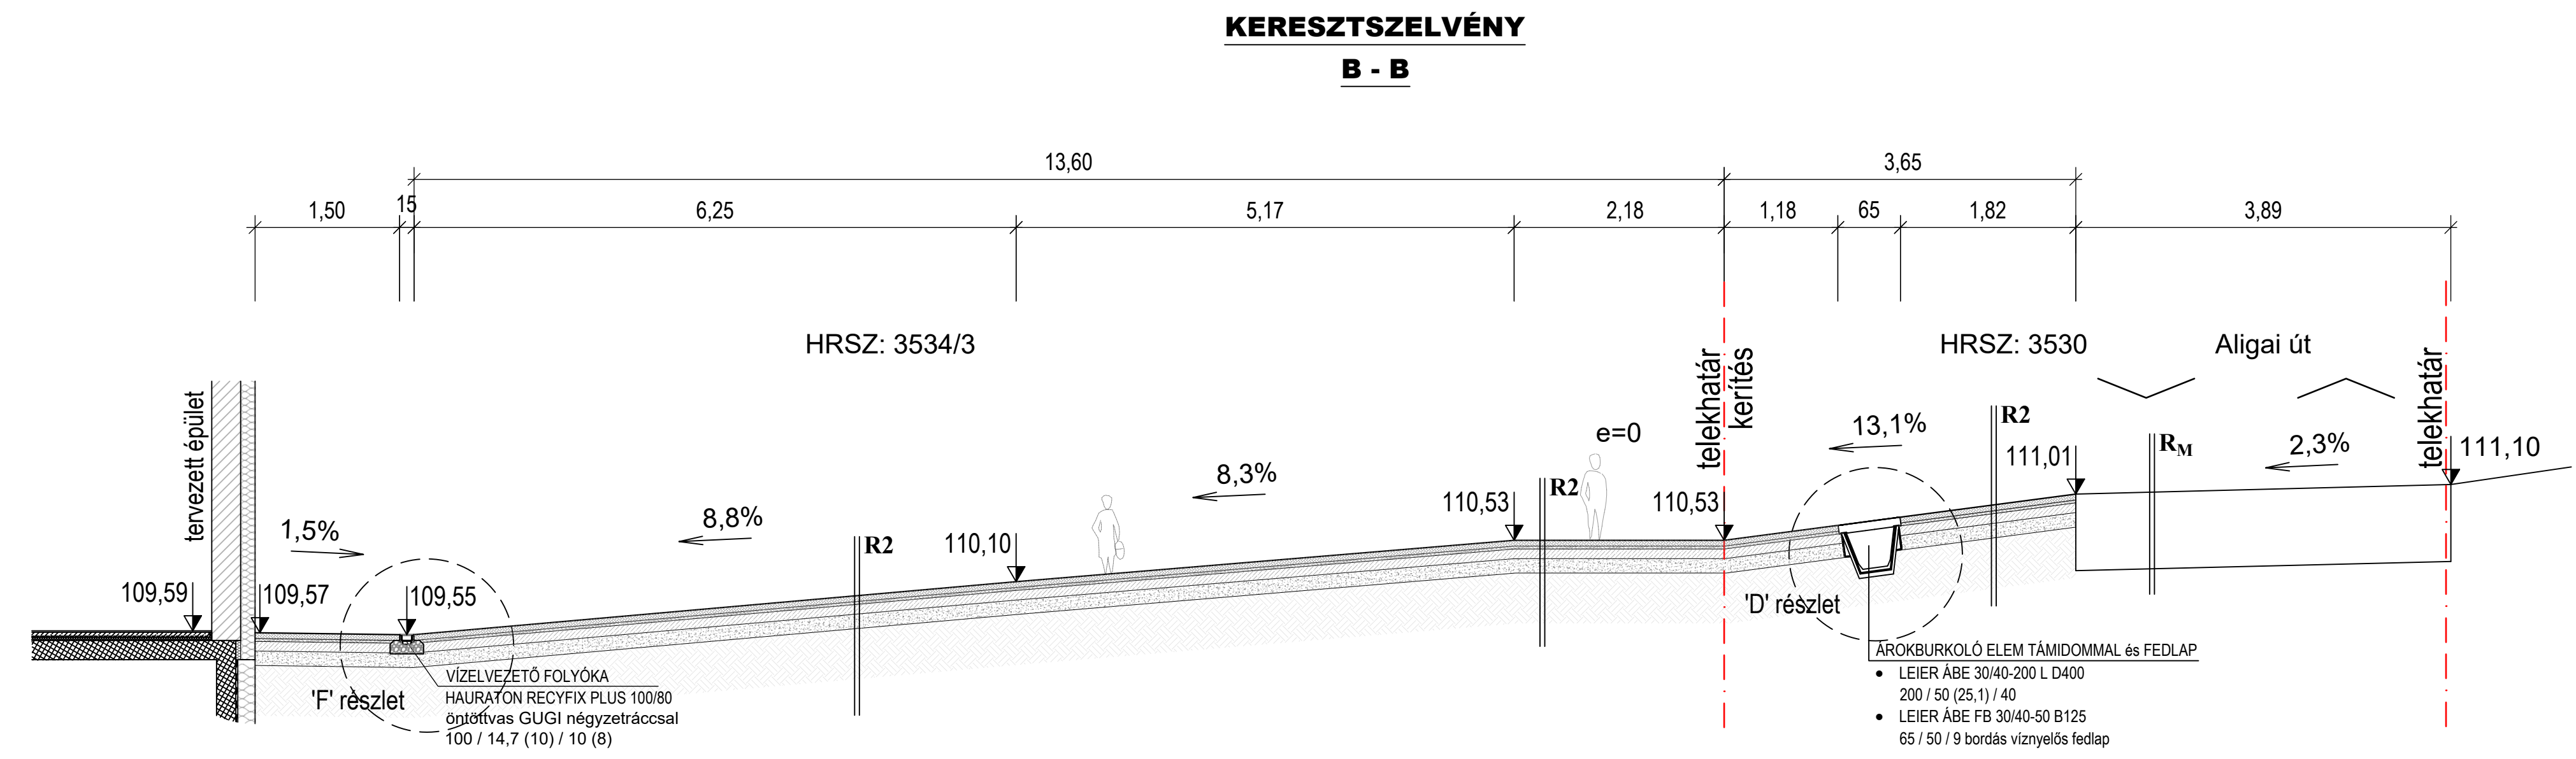 KERESZTSZELVÉNY
B - B
13,60
3,65
1,50
15
6,25
5,17
2,18
1,18
65
1,82
3,89
HRSZ: 3534/3
HRSZ: 3530
Aligai út
tervezett épület
telekhatár
kerítés
telekhatár
1,5%
8,8%
8,3%
e=0
13,1%
2,3%
R2
R2
R2
RM
109,59
109,57
109,55
110,10
110,53
110,53
111,01
111,10
'F' részlet
VÍZELVEZETŐ FOLYÓKA
HAURATON RECYFIX PLUS 100/80
öntöttvas GUGI négyzetráccsal
100 / 14,7 (10) / 10 (8)
'D' részlet
ÁROKBURKOLÓ ELEM TÁMIDOMMAL és FEDLAP
• LEIER ÁBE 30/40-200 L D400
200 / 50 (25,1) / 40
• LEIER ÁBE FB 30/40-50 B125
65 / 50 / 9 bordás víznyelős fedlap